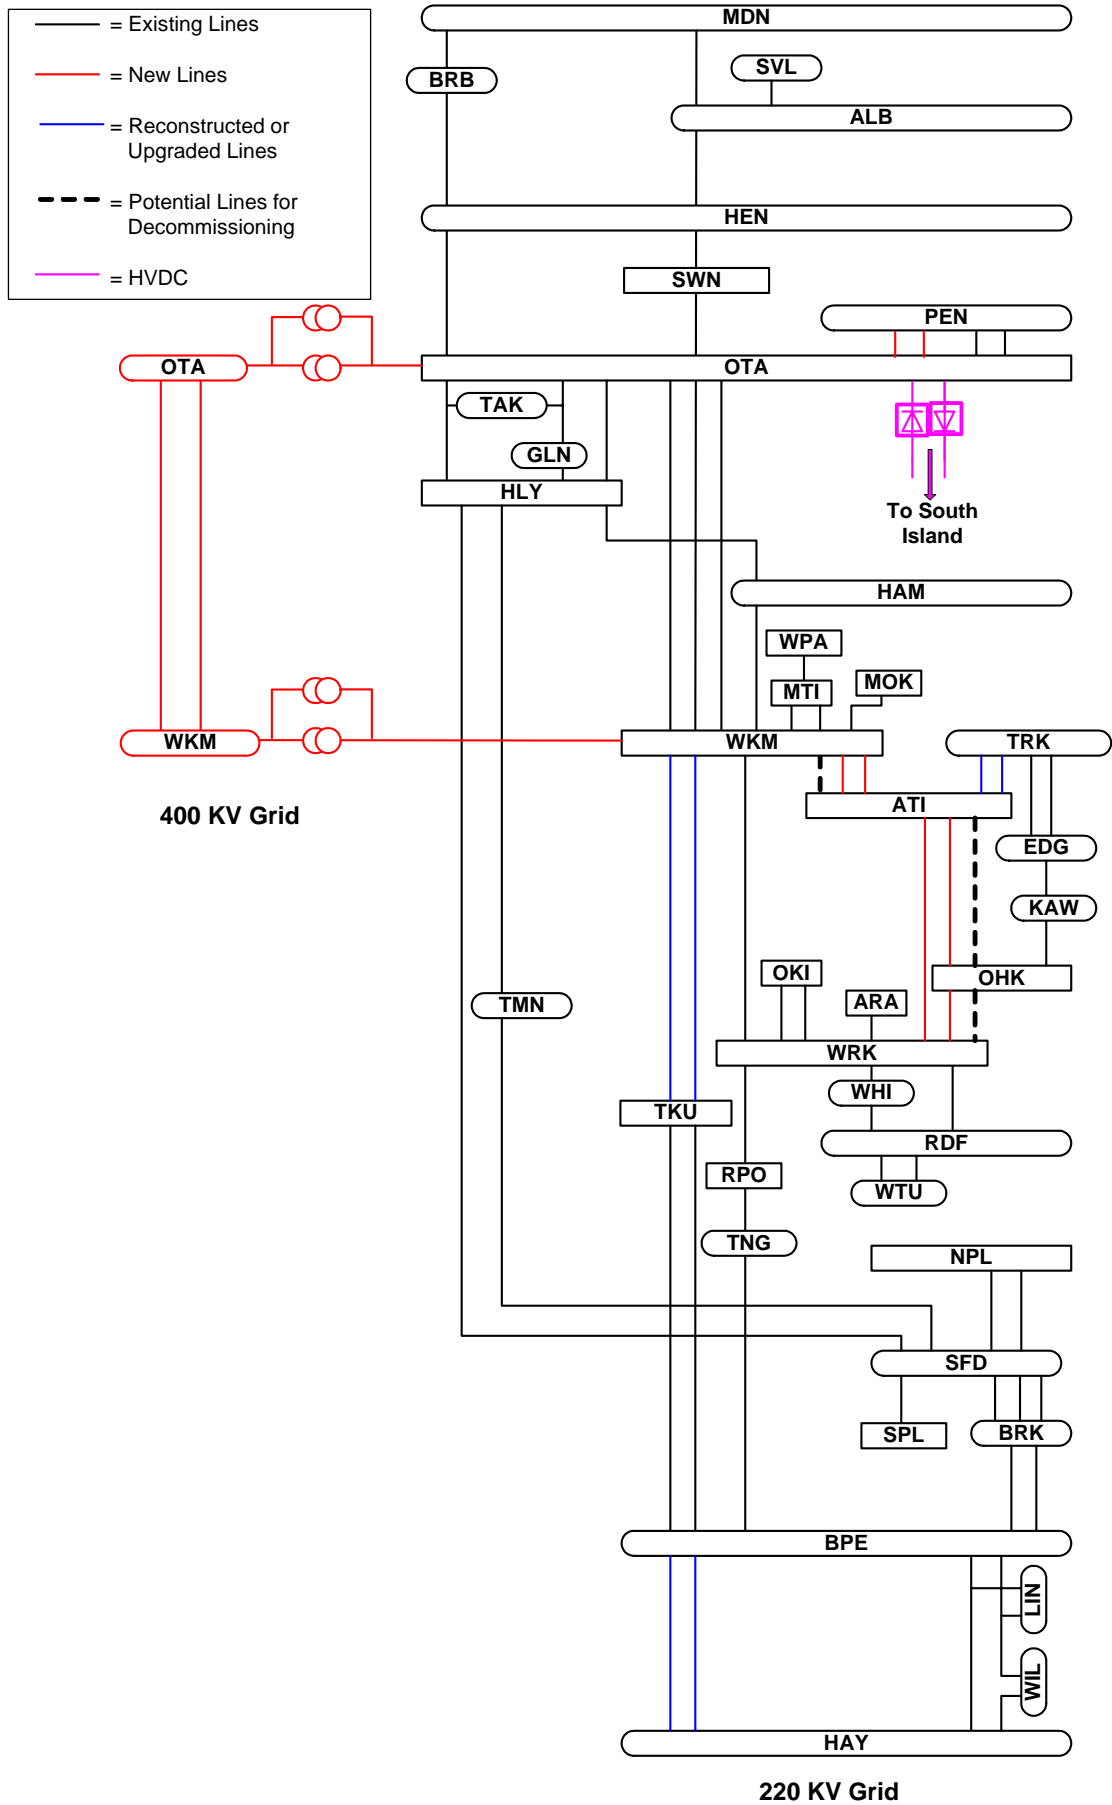 = Existing Lines
= New Lines
= Reconstructed or
Upgraded Lines
= Potential Lines for
Decommissioning
= HVDC
MDN
SVL
BRB
ALB
HEN
SWN
PEN
OTA
OTA
TAK
GLN
HLY
To South
Island
HAM
WPA
MTI
MOK
WKM
WKM
TRK
400 KV Grid
ATI
EDG
KAW
OKI
OHK
ARA
TMN
WRK
WHI
TKU
RDF
RPO
WTU
TNG
NPL
SFD
SPL
BRK
BPE
LIN
WIL
HAY
220 KV Grid